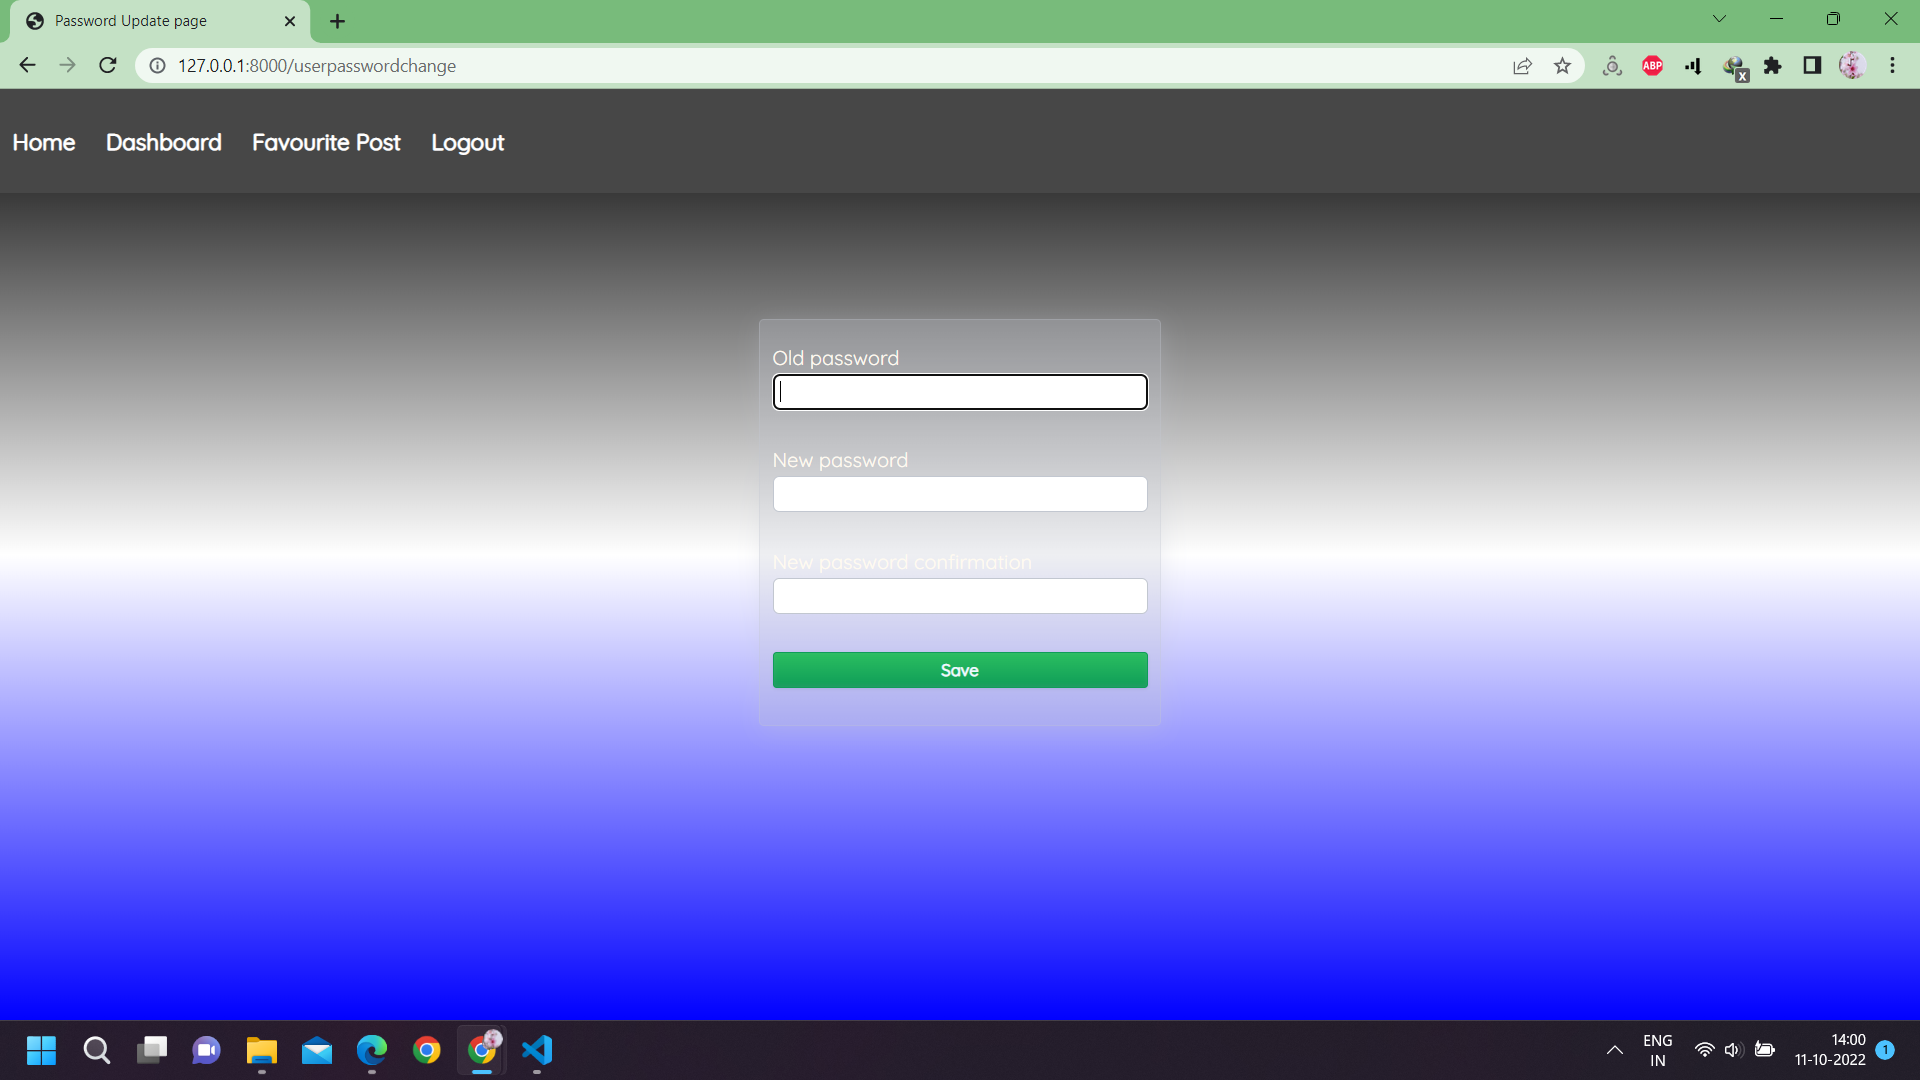 Password Update page
127.0.0.1:8000/userpasswordchange
ABP
X
Home Dashboard Favourite Post Logout
Old password
New password
New password confirmation
Save
ENG
IN
14:00
11-10-2022
1